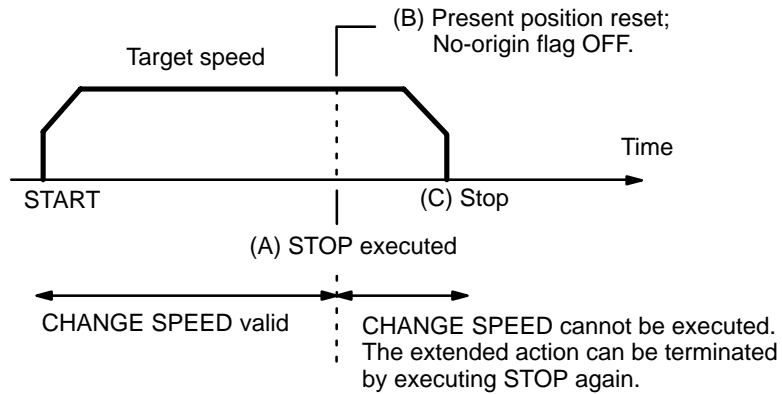 (B) Present position reset;
No-origin flag OFF.
Target speed
Time
START
(C) Stop
(A) STOP executed
CHANGE SPEED valid
CHANGE SPEED cannot be executed.
The extended action can be terminated
by executing STOP again.